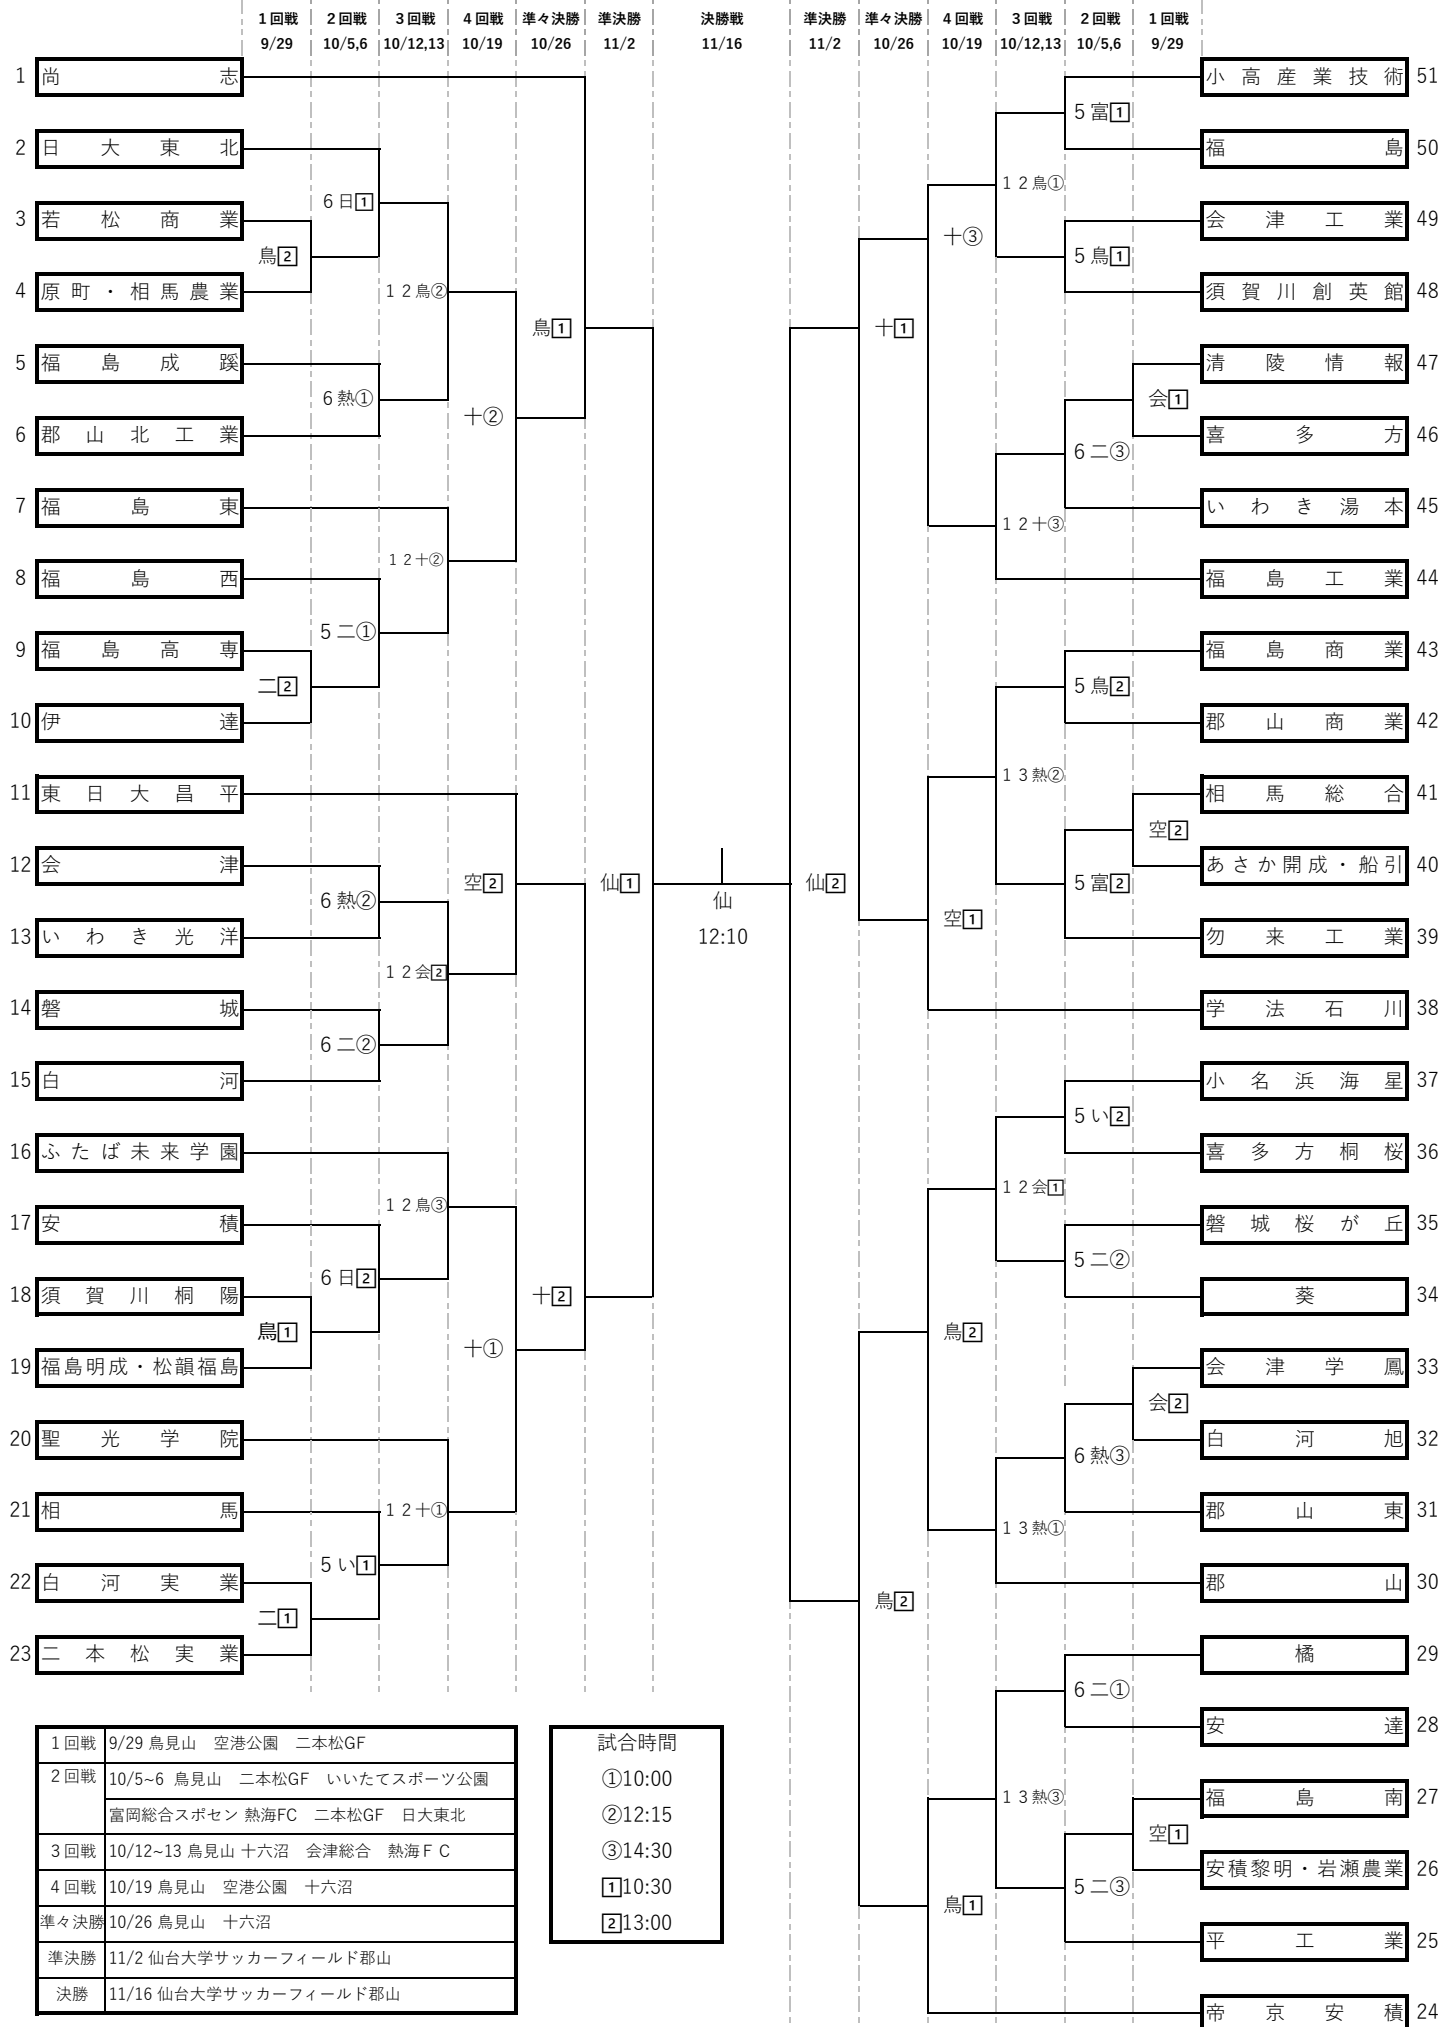 1回戦 2回戦 3回戦 4回戦 準々決勝 準決勝 決勝戦 準決勝 準々決勝 4回戦 3回戦 2回戦 1回戦
9/29 10/5,6 10/12,13 10/19 10/26 11/2 11/16 11/2 10/26 10/19 10/12,13 10/5,6 9/29
1 尚志
2 日大東北
6日1
3 若松商業
鳥2
4 原町・相馬農業
12鳥②
鳥1
5 福島成蹊
6熱①
十②
6 郡山北工業
7 福島東
12十②
8 福島西
5二①
9 福島高専
二2
10 伊達
11 東日大昌平
12 会津
空2
仙1
6熱②
13 いわき光洋
12会2
14 磐城
6二②
15 白河
16 ふたば未来学園
12鳥③
17 安積
6日2
十2
18 須賀川桐陽
鳥1
十①
19 福島明成・松韻福島
20 聖光学院
21 相馬
12十①
5い1
22 白河実業
二1
23 二本松実業
仙
12:10
小高産業技術 51
5富1
福島 50
12鳥①
会津工業 49
十③
5鳥1
須賀川創英館 48
十1
清陵情報 47
会1
喜多方 46
6二③
いわき湯本 45
12十③
福島工業 44
福島商業 43
5鳥2
郡山商業 42
13熱②
相馬総合 41
空2
あさか開成・船引 40
仙2
5富2
空1
勿来工業 39
学法石川 38
小名浜海星 37
5い2
喜多方桐桜 36
12会1
磐城桜が丘 35
5二②
葵 34
鳥2
会津学鳳 33
会2
白河旭 32
6熱③
郡山東 31
13熱①
郡山 30
鳥2
橘 29
6二①
安達 28
13熱③
福島南 27
空1
安積黎明・岩瀬農業 26
5二③
鳥1
平工業 25
帝京安積 24
1回戦 9/29 鳥見山 空港公園 二本松GF
2回戦 10/5~6 鳥見山 二本松GF いいたてスポーツ公園
富岡総合スポセン 熱海FC 二本松GF 日大東北
3回戦 10/12~13 鳥見山 十六沼 会津総合 熱海FC
4回戦 10/19 鳥見山 空港公園 十六沼
準々決勝 10/26 鳥見山 十六沼
準決勝 11/2 仙台大学サッカーフィールド郡山
決勝 11/16 仙台大学サッカーフィールド郡山
試合時間
①10:00
②12:15
③14:30
1 10:30
2 13:00